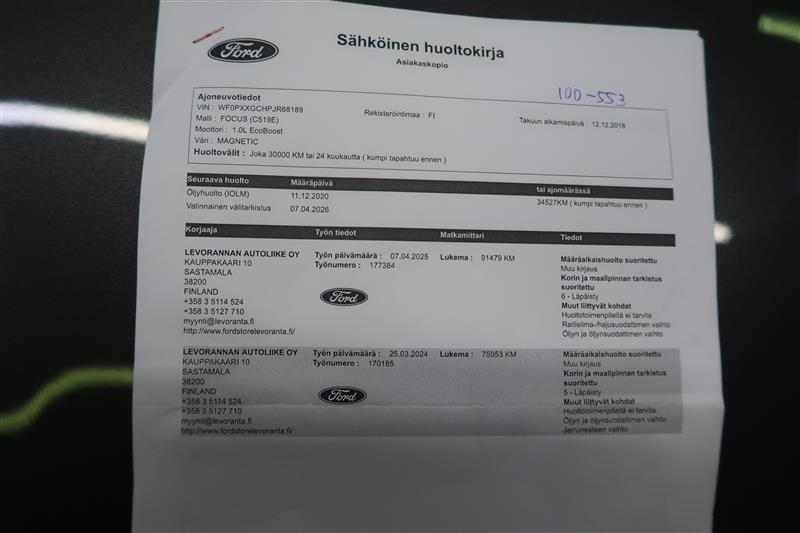 Ford
Sähköinen huoltokirja
Asiakaskopio
100-553
Ajoneuvotiedot
VIN : WF0PXXGCHPJR68189 Rekisteröintimaa : FI Takuun alkamispäivä : 12.12.2018
Malli : FOCUS (C519E)
Moottori : 1.0L EcoBoost
Väri : MAGNETIC
Huoltovälit : Joka 30000 KM tai 24 kuukautta ( kumpi tapahtuu ennen )
Seuraava huolto Määräpäivä tai ajomäärässä
Öljyhuolto (IOLM) 11.12.2020 34527KM ( kumpi tapahtuu ennen )
Valinnainen välitarkistus 07.04.2026
Korjaaja Työn tiedot Matkamittari Tiedot
LEVORANNAN AUTOLIIKE OY Työn päivämäärä : 07.04.2025 Lukema : 91479 KM Määräaikaishuolto suoritettu
KAUPPAKAARI 10 Työnumero : 177384 Muu kirjaus
SASTAMALA Korin ja maalipinnan tarkistus
38200 suoritettu
FINLAND Ford 6 - Läpäisty
+358 3 5114 524 Muut liittyvät kohdat
+358 3 5127 710 Huoltotoimenpiteitä ei tarvita
myynti@levoranta.fi Raitisilma-/hajusuodattimen vaihto
http://www.fordstorelevoranta.fi/ Öljyn ja öljynsuodattimen vaihto
LEVORANNAN AUTOLIIKE OY Työn päivämäärä : 25.03.2024 Lukema : 75953 KM Määräaikaishuolto suoritettu
KAUPPAKAARI 10 Työnumero : 170185 Muu kirjaus
SASTAMALA Korin ja maalipinnan tarkistus
38200 suoritettu
FINLAND Ford 5 - Läpäisty
+358 3 5114 524 Muut liittyvät kohdat
+358 3 5127 710 Huoltotoimenpiteitä ei tarvita
myynti@levoranta.fi Öljyn ja öljynsuodattimen vaihto
http://www.fordstorelevoranta.fi/ Jarrunesteen vaihto